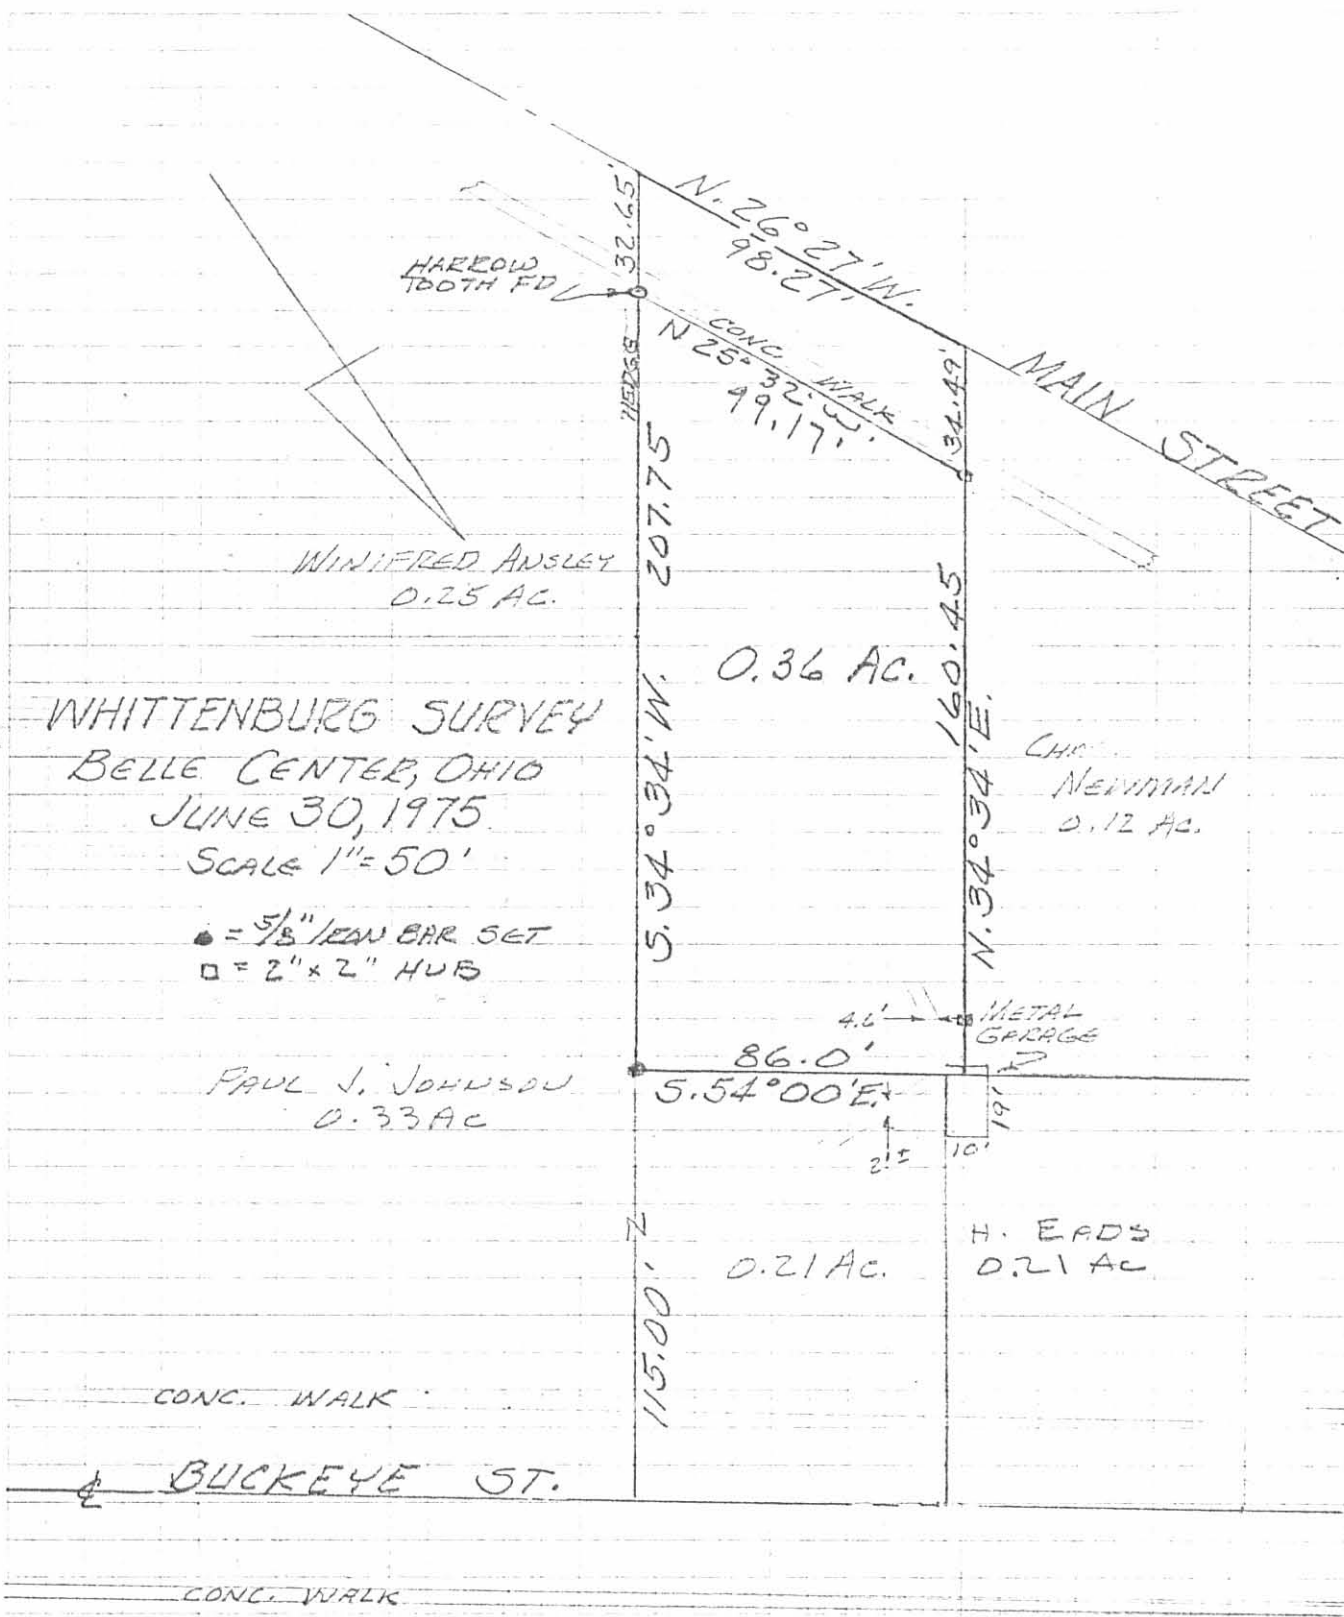 N. 26° 27' W.
98.27'
32.65'
HARROW
TOOTH FD
HEDGE
CONC. WALK
N 25° 32' W.
99.17'
34.49'
MAIN STREET
S. 34° 34' W. 207.75
WINIFRED ANSLEY
0.25 AC.
0.36 AC.
N. 34° 34' E. 160.45
NEWMAN
0.12 AC.
WHITTENBURG SURVEY
BELLE CENTER, OHIO
JUNE 30, 1975
SCALE 1" = 50'
= 5/8" IRON BAR SET
= 2" x 2" HUB
4.6'
METAL
GARAGE
86.0'
S. 54° 00' E.
PAUL J. JOHNSON
0.33 AC
19'
10'
2' ±
115.00'
0.21 AC.
H. EADS
0.21 AC
CONC. WALK
BUCKEYE ST.
CONC. WALK